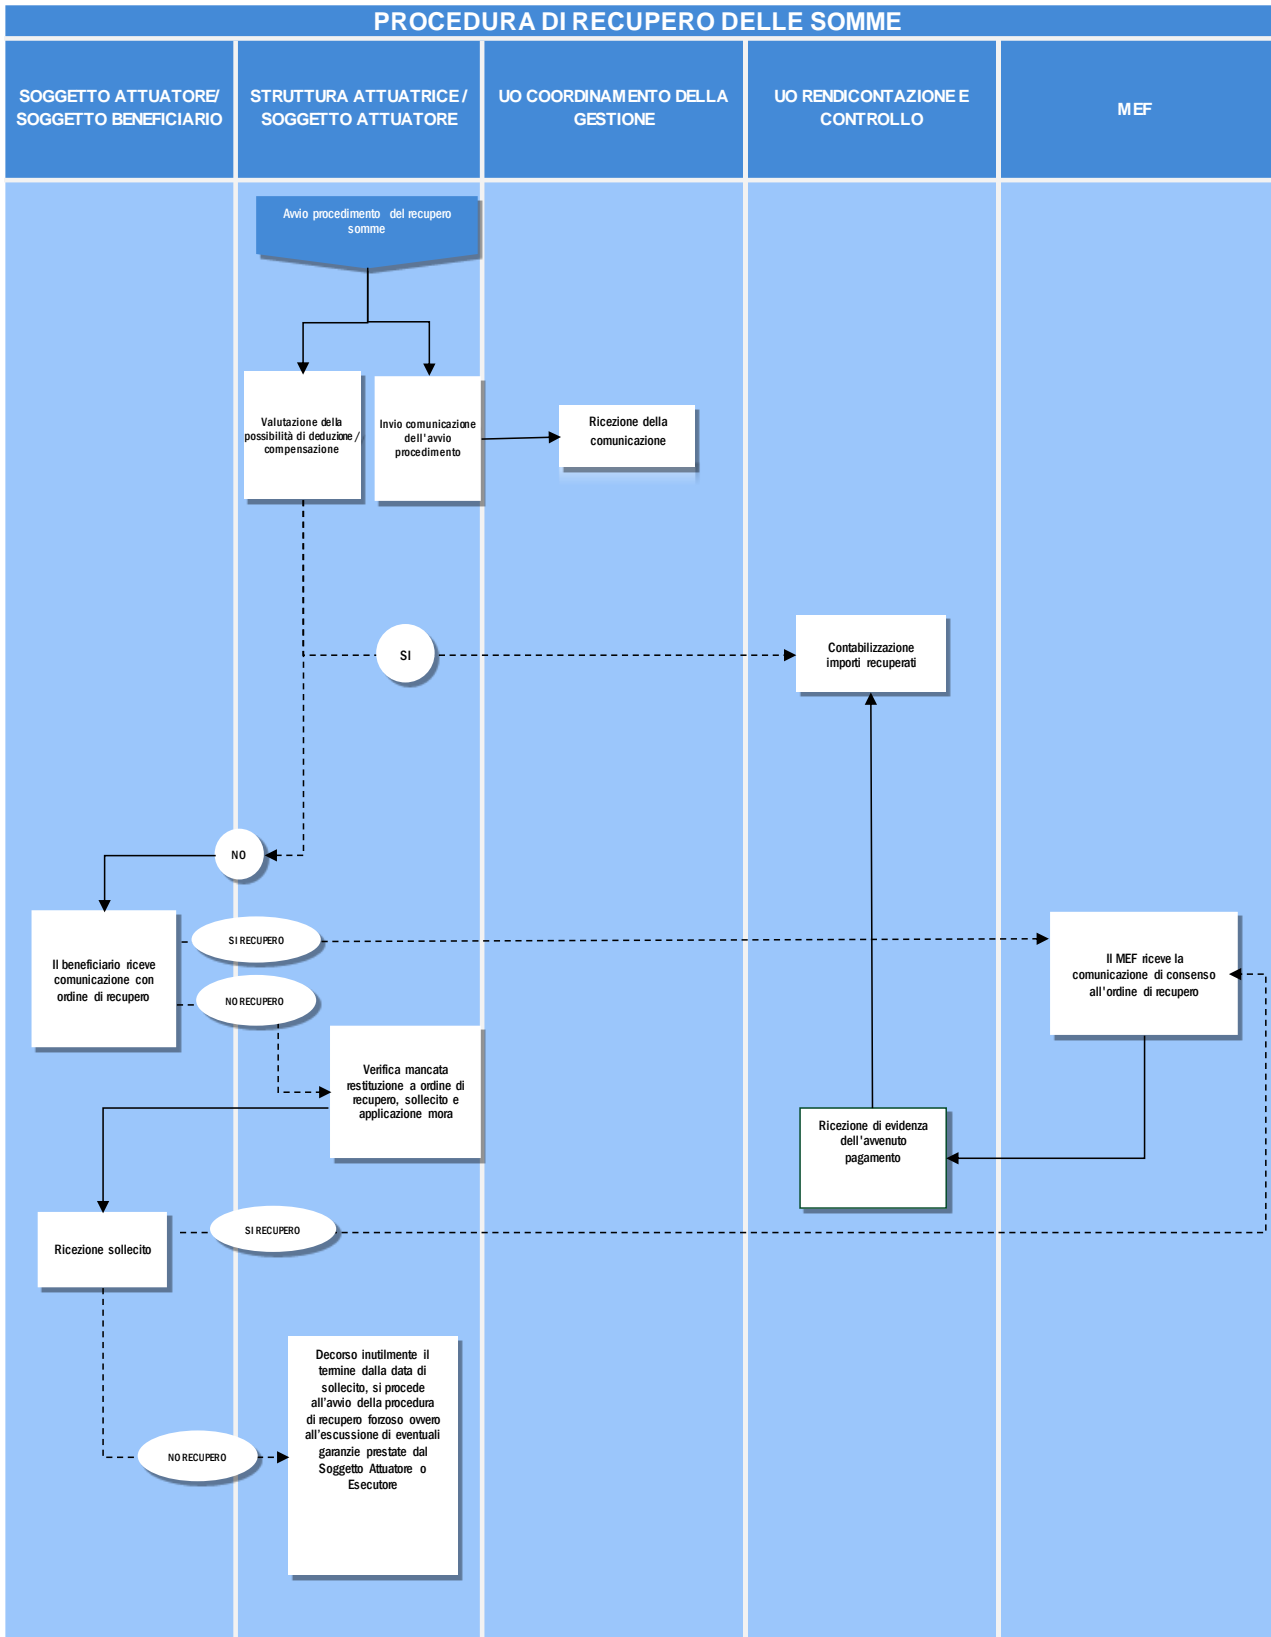 PROCEDURA DI RECUPERO DELLE SOMME
SOGGETTO ATTUATORE/
SOGGETTO BENEFICIARIO
STRUTTURA ATTUATRICE /
SOGGETTO ATTUATORE
UO COORDINAMENTO DELLA
GESTIONE
UO RENDICONTAZIONE E
CONTROLLO
MEF
Avvio procedimento del recupero
somme
Valutazione della
possibilità di deduzione /
compensazione
Invio comunicazione
dell'avvio
procedimento
Ricezione della
comunicazione
SI
Contabilizzazione
importi recuperati
NO
Il beneficiario riceve
comunicazione con
ordine di recupero
SI RECUPERO
NO RECUPERO
Il MEF riceve la
comunicazione di consenso
all'ordine di recupero
Verifica mancata
restituzione a ordine di
recupero, sollecito e
applicazione mora
Ricezione di evidenza
dell'avvenuto
pagamento
Ricezione sollecito
SI RECUPERO
Decorso inutilmente il
termine dalla data di
sollecito, si procede
all'avvio della procedura
di recupero forzoso ovvero
all'escussione di eventuali
garanzie prestate dal
Soggetto Attuatore o
Esecutore
NO RECUPERO